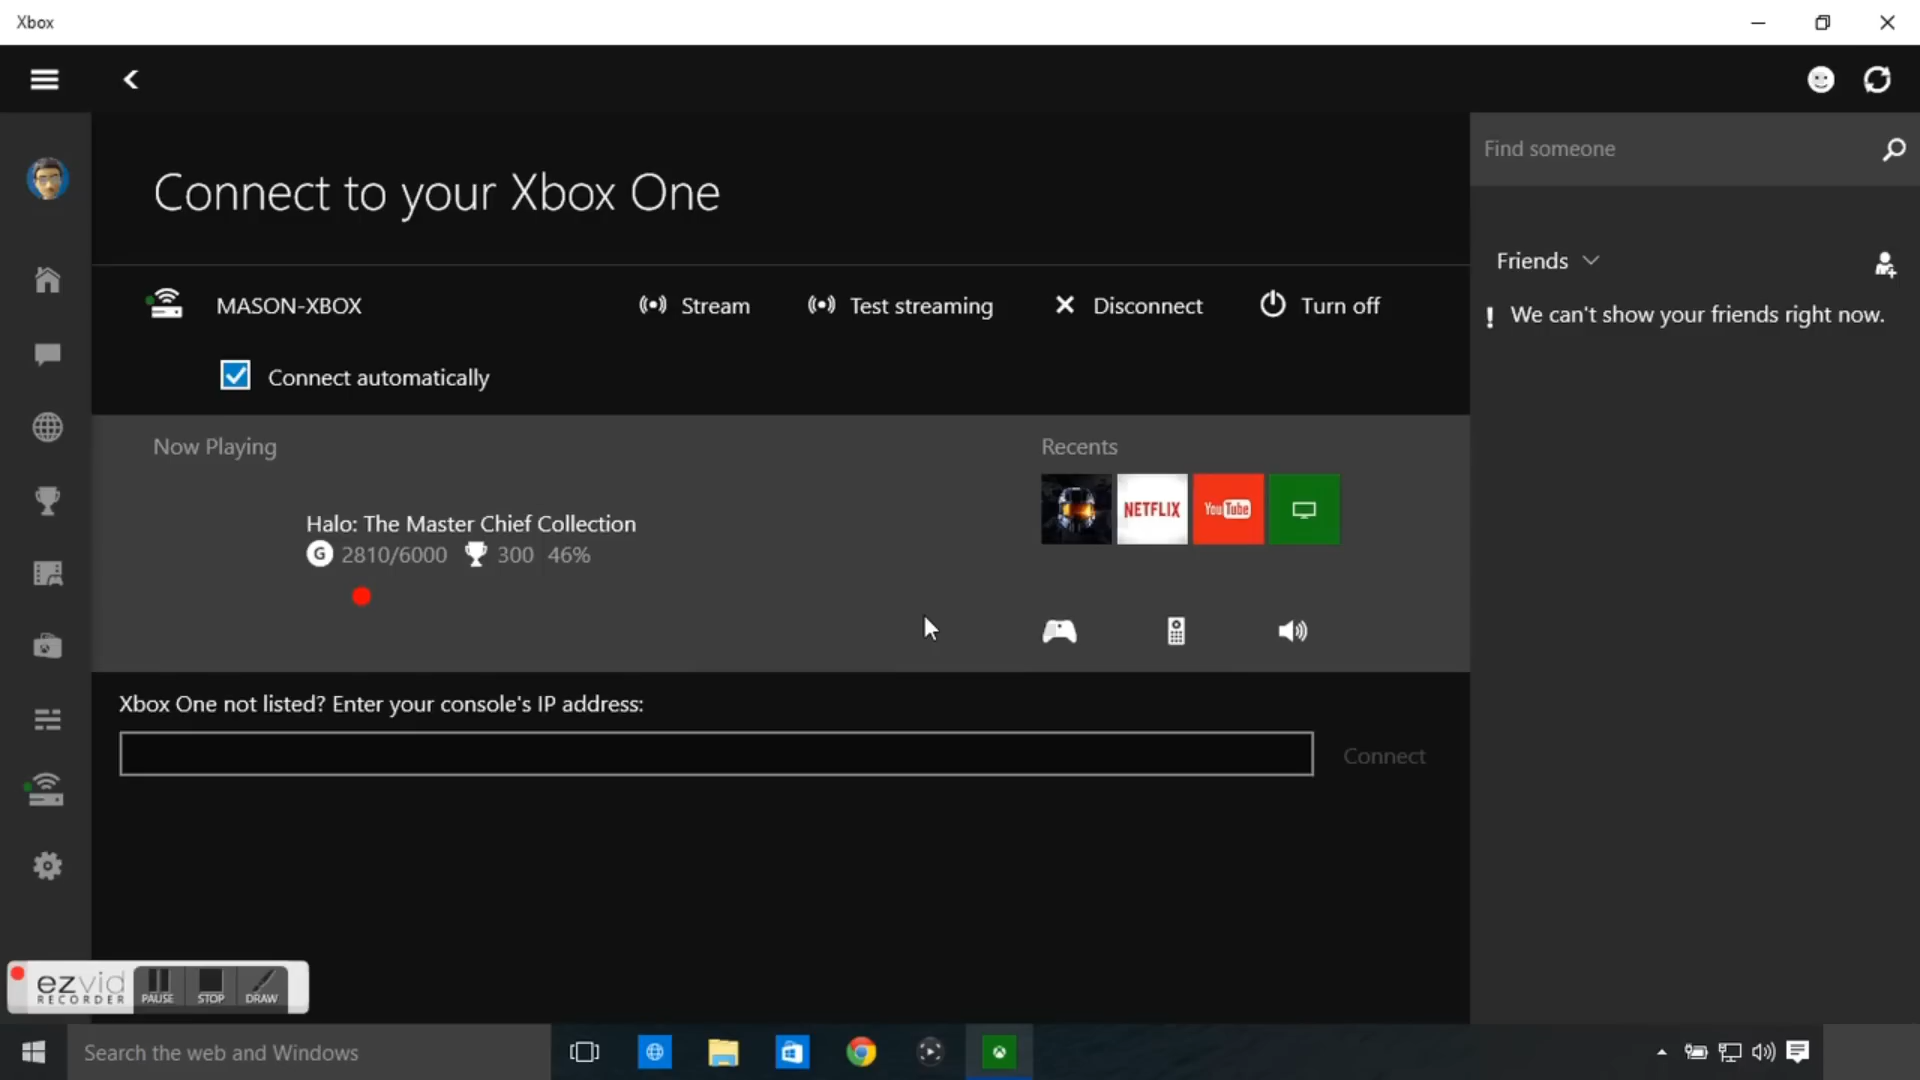 Xbox
Find someone
Connect to your Xbox One
Friends
! We can't show your friends right now.
MASON-XBOX
Stream
Test streaming
Disconnect
Turn off
Connect automatically
Now Playing
Recents
NETFLIX
YouTube
Halo: The Master Chief Collection
G 2810/6000 300 46%
Xbox One not listed? Enter your console's IP address:
Connect
ezvid
RECORDER
PAUSE
STOP
DRAW
Search the web and Windows